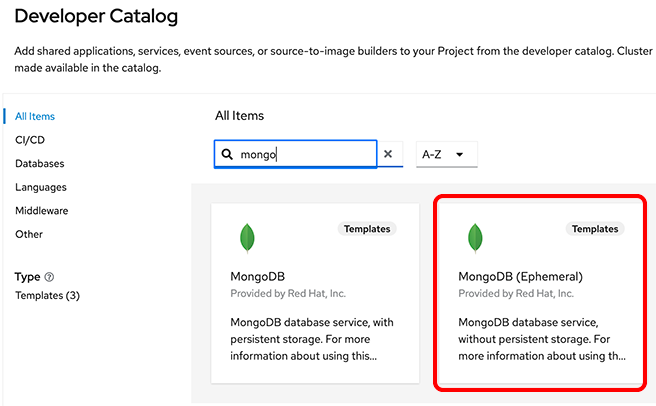 Developer Catalog
Add shared applications, services, event sources, or source-to-image builders to your Project from the developer catalog. Cluster
made available in the catalog.
All Items
CI/CD
Databases
Languages
Middleware
Other
Type
Templates (3)
All Items
mongo
A-Z
Templates
MongoDB
Provided by Red Hat, Inc.
MongoDB database service, with
persistent storage. For more
information about using this...
Templates
MongoDB (Ephemeral)
Provided by Red Hat, Inc.
MongoDB database service,
without persistent storage. For
more information about using th...